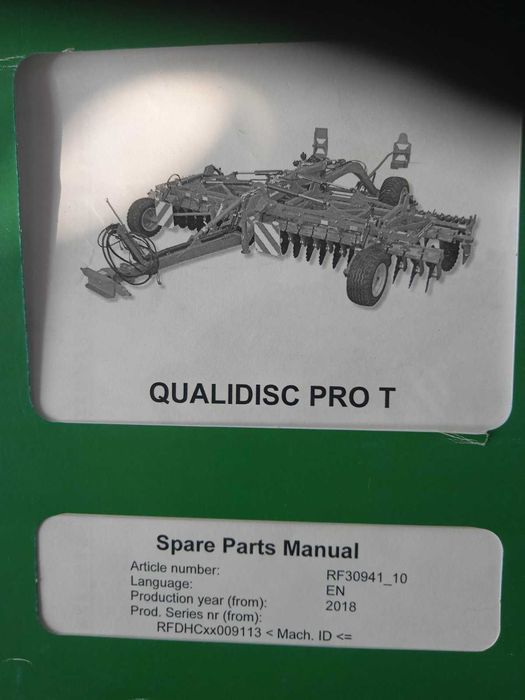 QUALIDISC PRO T
Spare Parts Manual
Article number: RF30941_10
Language: EN
Production year (from): 2018
Prod. Series nr (from):
RFDHCxx009113 < Mach. ID <=